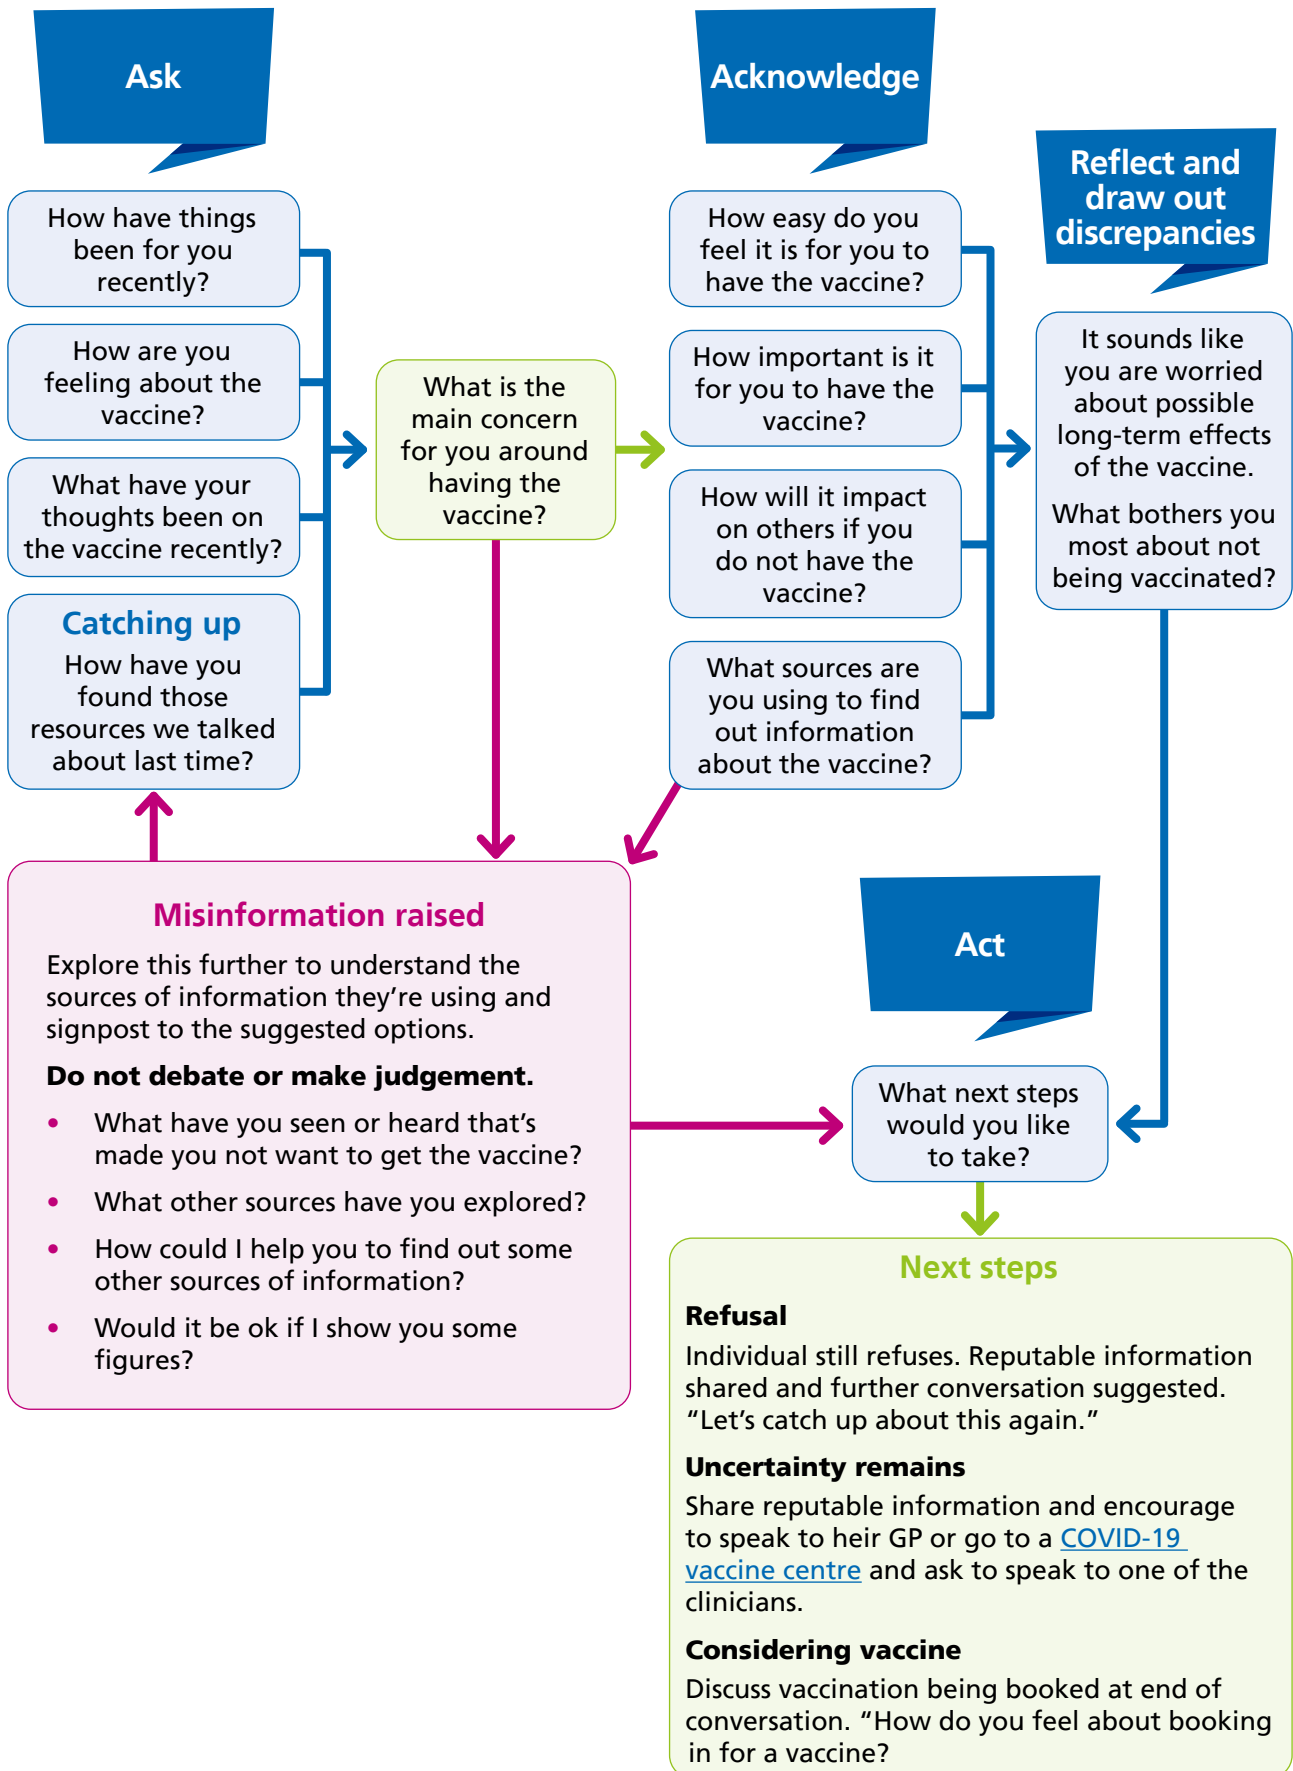 Ask
How have things
been for you
recently?
How are you
feeling about the
vaccine?
What have your
thoughts been on
the vaccine recently?
Catching up
How have you
found those
resources we talked
about last time?
What is the
main concern
for you around
having the
vaccine?
Acknowledge
How easy do you
feel it is for you to
have the vaccine?
How important is it
for you to have the
vaccine?
How will it impact
on others if you
do not have the
vaccine?
What sources are
you using to find
out information
about the vaccine?
Reflect and
draw out
discrepancies
It sounds like
you are worried
about possible
long-term effects
of the vaccine.
What bothers you
most about not
being vaccinated?
Misinformation raised
Explore this further to understand the
sources of information they’re using and
signpost to the suggested options.
Do not debate or make judgement.
• What have you seen or heard that’s
made you not want to get the vaccine?
• What other sources have you explored?
• How could I help you to find out some
other sources of information?
• Would it be ok if I show you some
figures?
Act
What next steps
would you like
to take?
Next steps
Refusal
Individual still refuses. Reputable information
shared and further conversation suggested.
“Let’s catch up about this again.”
Uncertainty remains
Share reputable information and encourage
to speak to heir GP or go to a COVID-19
vaccine centre and ask to speak to one of the
clinicians.
Considering vaccine
Discuss vaccination being booked at end of
conversation. “How do you feel about booking
in for a vaccine?